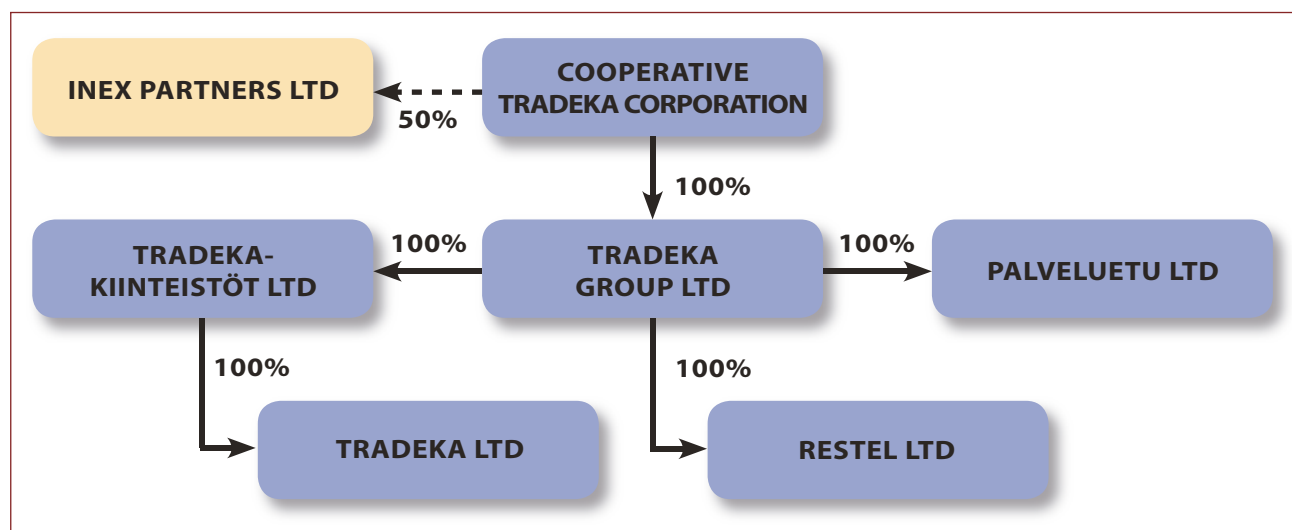 INEX PARTNERS LTD
50%
COOPERATIVE
TRADEKA CORPORATION
100%
TRADEKA-
KIINTEISTÖT LTD
100%
TRADEKA
GROUP LTD
100%
PALVELUETU LTD
100%
100%
TRADEKA LTD
RESTEL LTD